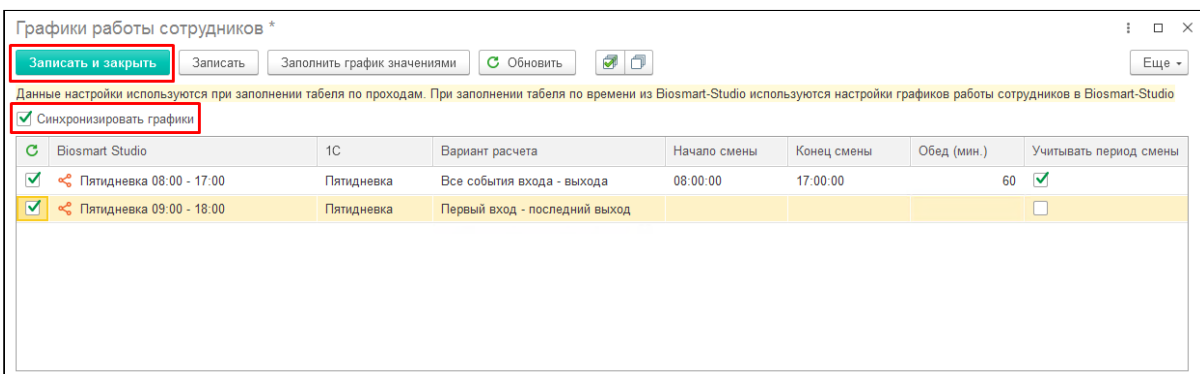 Графики работы сотрудников *
Записать и закрыть Записать Заполнить график значениями Обновить Еще
Данные настройки используются при заполнении табеля по проходам. При заполнении табеля по времени из Biosmart-Studio используются настройки графиков работы сотрудников в Biosmart-Studio
Синхронизировать графики
Biosmart Studio 1С Вариант расчета Начало смены Конец смены Обед (мин.) Учитывать период смены
Пятидневка 08:00 - 17:00 Пятидневка Все события входа - выхода 08:00:00 17:00:00 60
Пятидневка 09:00 - 18:00 Пятидневка Первый вход - последний выход